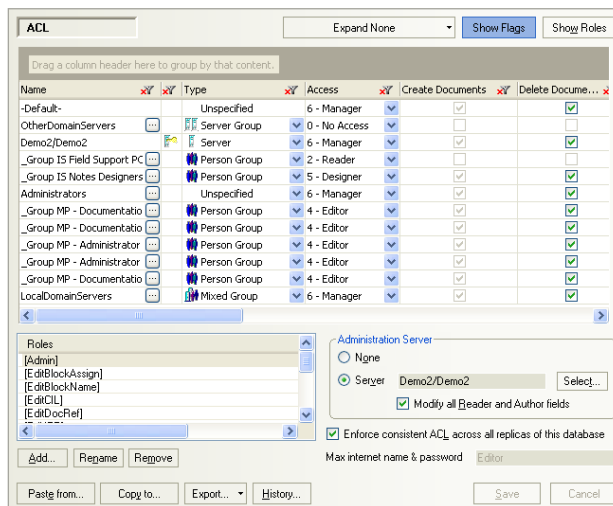 ACL Expand None Show Flags Show Roles
Drag a column header here to group by that content.
Name Type Access Create Documents Delete Docume...
-Default- Unspecified 6 - Manager
OtherDomainServers ... Server Group 0 - No Access
Demo2/Demo2 Server 6 - Manager
_Group IS Field Support PC ... Person Group 2 - Reader
_Group IS Notes Designers ... Person Group 5 - Designer
Administrators ... Unspecified 6 - Manager
_Group MP - Documentatio ... Person Group 4 - Editor
_Group MP - Documentatio ... Person Group 4 - Editor
_Group MP - Administrator ... Person Group 4 - Editor
_Group MP - Administrator ... Person Group 4 - Editor
_Group MP - Documentatio ... Person Group 4 - Editor
LocalDomainServers ... Mixed Group 6 - Manager
Roles
[Admin]
[EditBlockAssign]
[EditBlockName]
[EditCIL]
[EditDocRef]
Add... Rename Remove
Administration Server
None
Server Demo2/Demo2 Select...
Modify all Reader and Author fields
Enforce consistent ACL across all replicas of this database
Max internet name & password Editor
Paste from... Copy to... Export... History... Save Cancel